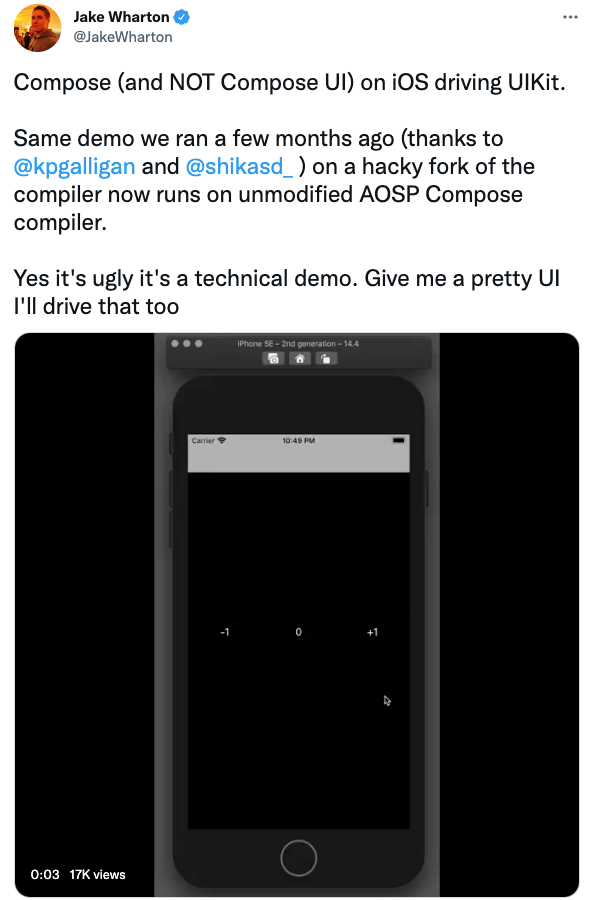 Jake Wharton
@JakeWharton
Compose (and NOT Compose UI) on iOS driving UIKit.
Same demo we ran a few months ago (thanks to
@kpgalligan and @shikasd_ ) on a hacky fork of the
compiler now runs on unmodified AOSP Compose
compiler.
Yes it's ugly it's a technical demo. Give me a pretty UI
I'll drive that too
iPhone SE – 2nd generation – 14.4
Carrier 10:49 PM
-1 0 +1
0:03 17K views